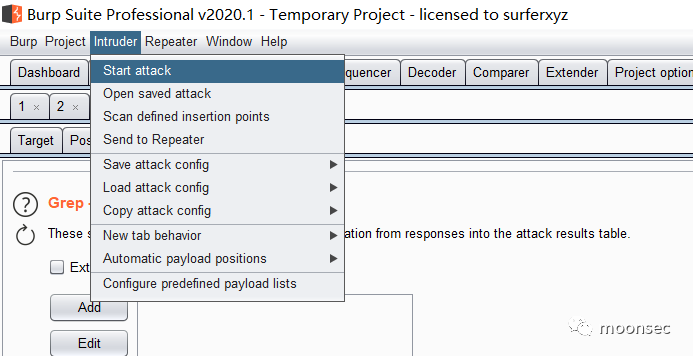 Burp Suite Professional v2020.1 - Temporary Project - licensed to surferxyz
Burp Project Intruder Repeater Window Help
Dashboard quencer Decoder Comparer Extender Project option
Start attack
Open saved attack
Scan defined insertion points
Send to Repeater
Save attack config
Load attack config
Copy attack config
New tab behavior
Automatic payload positions
Configure predefined payload lists
1 × 2 ×
Target Pos
Grep -
These s ation from responses into the attack results table.
Ext
Add
Edit
moonsec